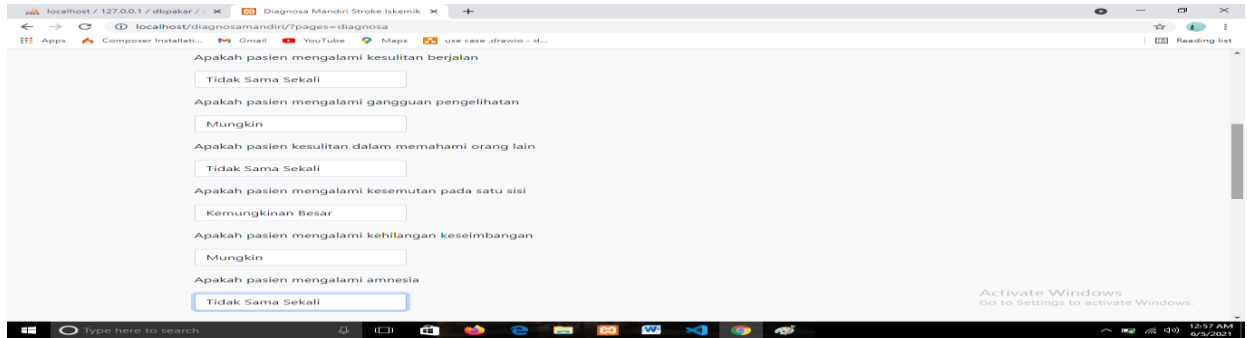 localhost / 127.0.0.1 / dbpakar /
Diagnosa Mandiri Stroke Iskemik
localhost/diagnosamandiri/?pages=diagnosa
Apps Composer Installati... Gmail YouTube Maps use case .drawio - d... Reading list
Apakah pasien mengalami kesulitan berjalan
Tidak Sama Sekali
Apakah pasien mengalami gangguan pengelihatan
Mungkin
Apakah pasien kesulitan dalam memahami orang lain
Tidak Sama Sekali
Apakah pasien mengalami kesemutan pada satu sisi
Kemungkinan Besar
Apakah pasien mengalami kehilangan keseimbangan
Mungkin
Apakah pasien mengalami amnesia
Tidak Sama Sekali
Activate Windows
Go to Settings to activate Windows.
Type here to search
12:57 AM
6/5/2021